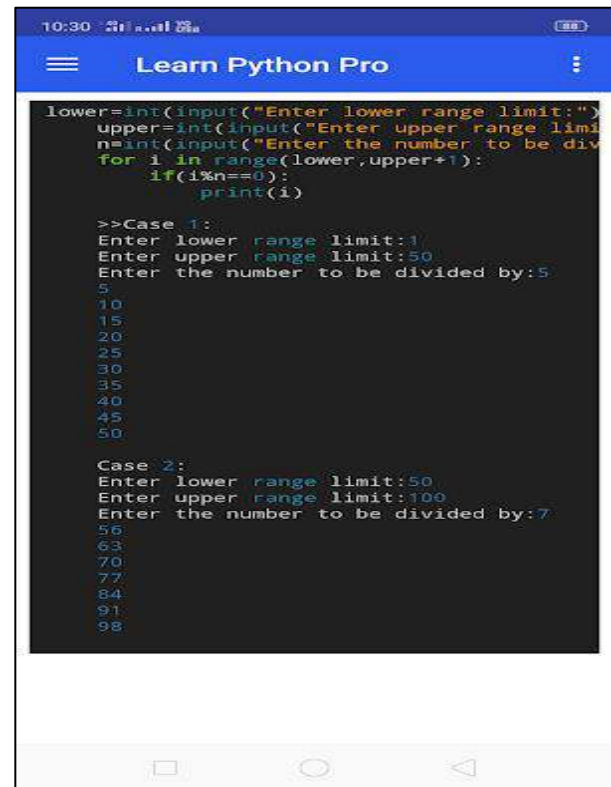 10:30
88
Learn Python Pro
lower=int(input("Enter lower range limit:")
upper=int(input("Enter upper range limi
n=int(input("Enter the number to be div
for i in range(lower,upper+1):
if(i%n==0):
print(i)
>>Case 1:
Enter lower range limit:1
Enter upper range limit:50
Enter the number to be divided by:5
5
10
15
20
25
30
35
40
45
50
Case 2:
Enter lower range limit:50
Enter upper range limit:100
Enter the number to be divided by:7
56
63
70
77
84
91
98